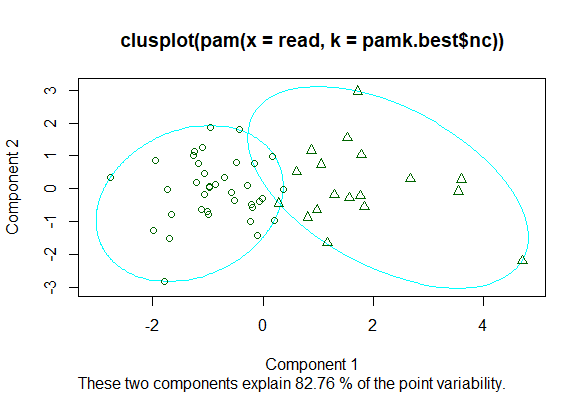 clusplot(pam(x = read, k = pamk.best$nc))
3
2
1
0
-1
-2
-3
Component 2
-2 0 2 4
Component 1
These two components explain 82.76 % of the point variability.